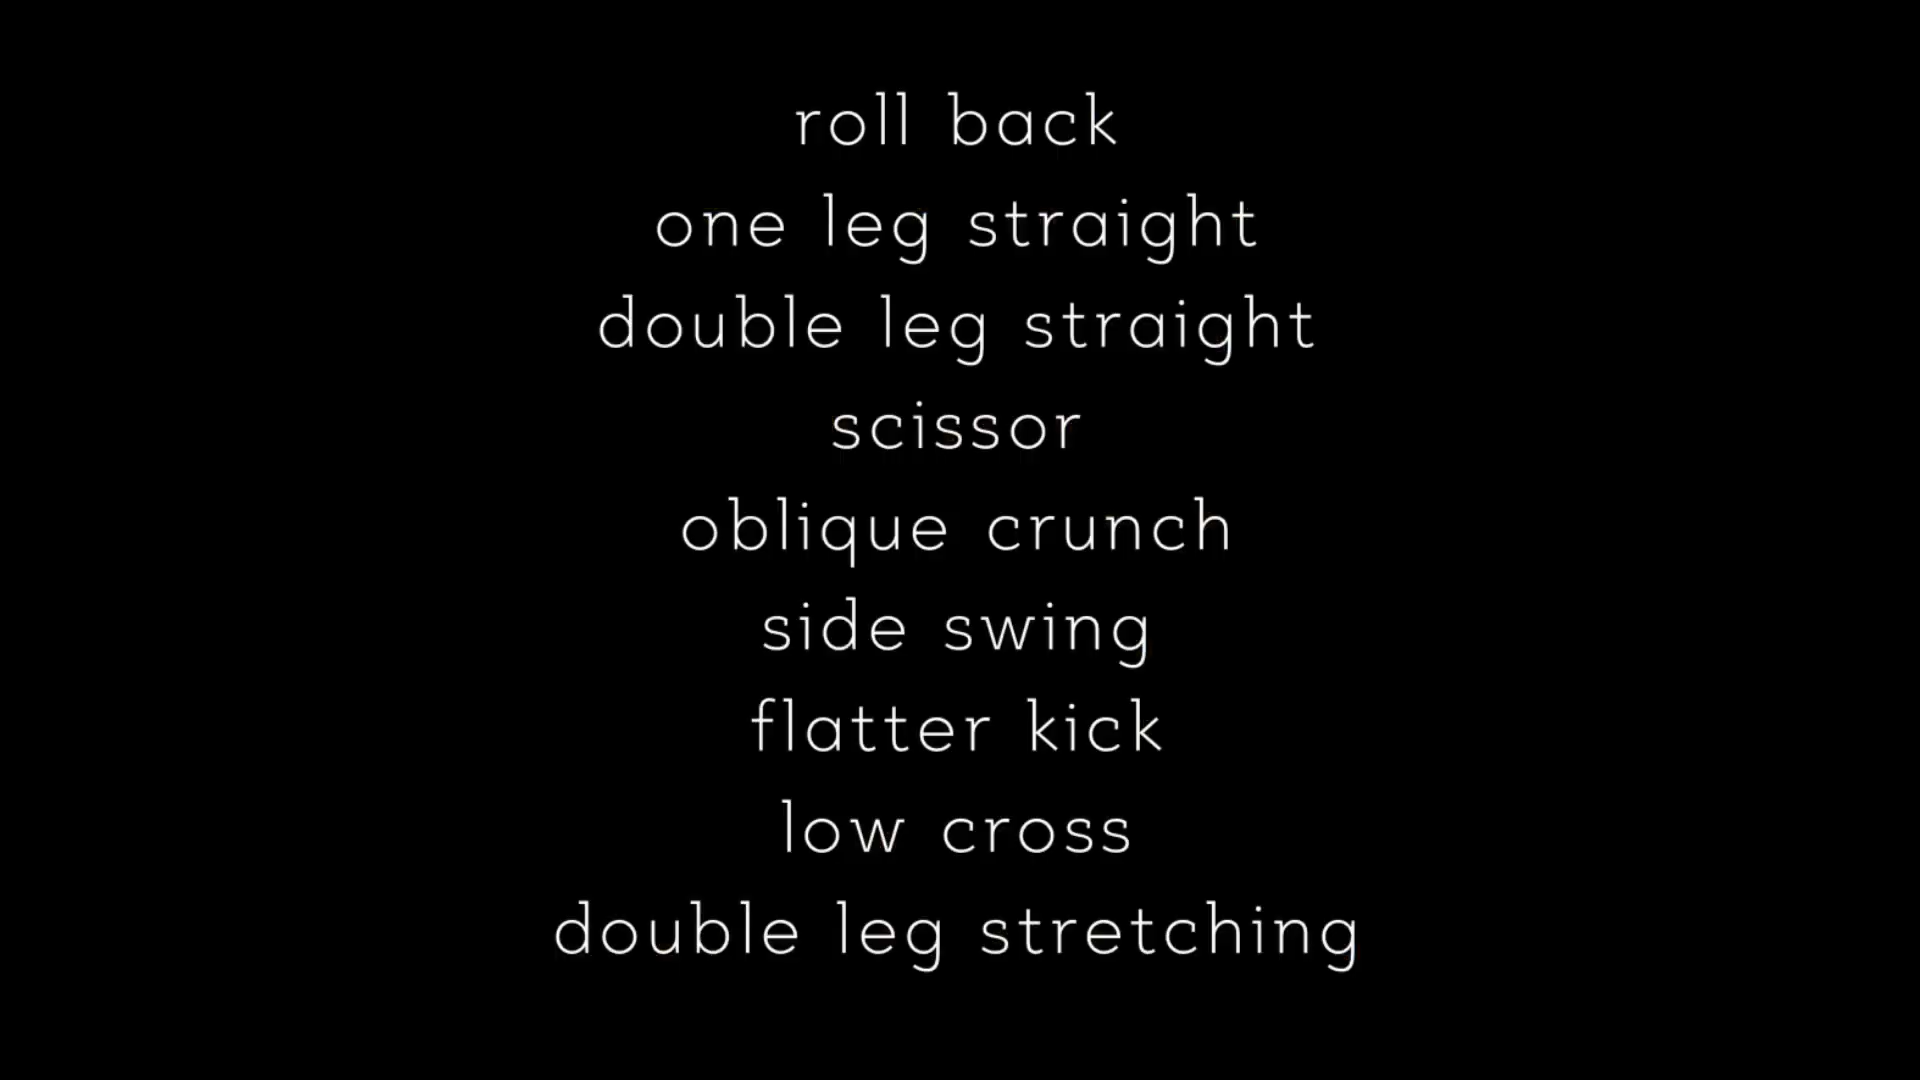 roll back
one leg straight
double leg straight
scissor
oblique crunch
side swing
flatter kick
low cross
double leg stretching